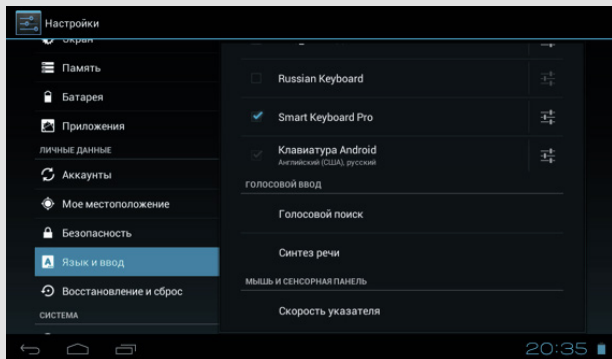 Настройки
Экран
Память
Батарея
Приложения
ЛИЧНЫЕ ДАННЫЕ
Аккаунты
Мое местоположение
Безопасность
Язык и ввод
Восстановление и сброс
СИСТЕМА
Russian Keyboard
Smart Keyboard Pro
Клавиатура Android
Английский (США), русский
ГОЛОСОВОЙ ВВОД
Голосовой поиск
Синтез речи
МЫШЬ И СЕНСОРНАЯ ПАНЕЛЬ
Скорость указателя
20:35